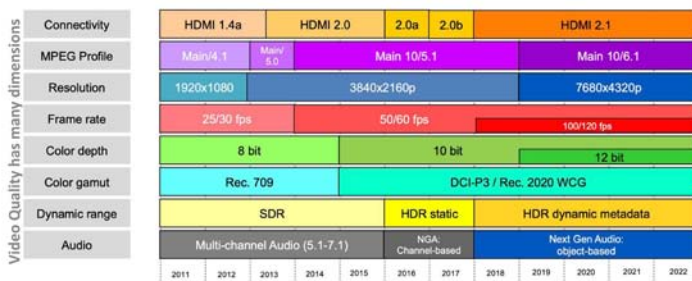 Video Quality has many dimensions
Connectivity HDMI 1.4a HDMI 2.0 2.0a 2.0b HDMI 2.1
MPEG Profile Main/4.1 Main/ 5.0 Main 10/5.1 Main 10/6.1
Resolution 1920x1080 3840x2160p 7680x4320p
Frame rate 25/30 fps 50/60 fps 100/120 fps
Color depth 8 bit 10 bit 12 bit
Color gamut Rec. 709 DCI-P3 / Rec. 2020 WCG
Dynamic range SDR HDR static HDR dynamic metadata
Audio Multi-channel Audio (5.1-7.1) NGA: Channel-based Next Gen Audio: object-based
2011 2012 2013 2014 2015 2016 2017 2018 2019 2020 2021 2022